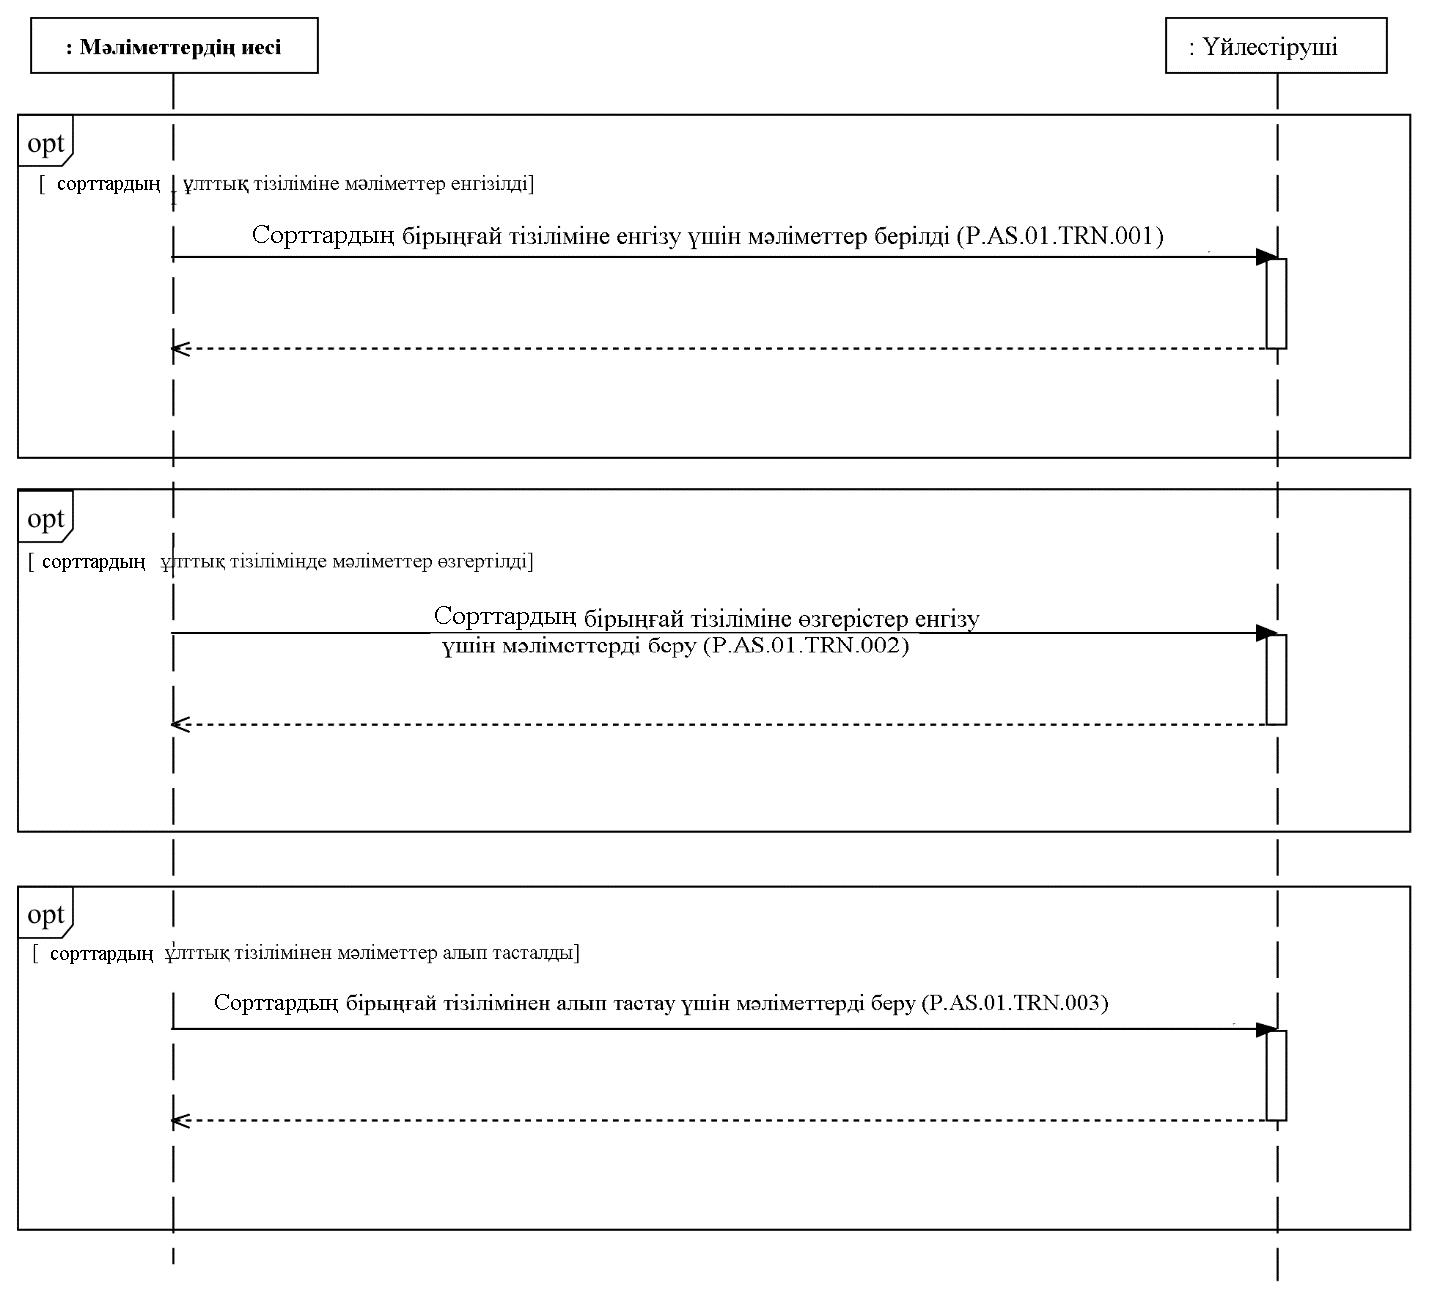 : Мәліметтердің иесі
: Үйлестіруші
opt
[ сорттардың ұлттық тізіліміне мәліметтер енгізілді]
Сорттардың бірыңғай тізіліміне енгізу үшін мәліметтер берілді (P.AS.01.TRN.001)
opt
[ сорттардың ұлттық тізілімінде мәліметтер өзгертілді]
Сорттардың бірыңғай тізіліміне өзгерістер енгізу
үшін мәліметтерді беру (P.AS.01.TRN.002)
opt
[ сорттардың ұлттық тізілімінен мәліметтер алып тасталды]
Сорттардың бірыңғай тізілімінен алып тастау үшін мәліметтерді беру (P.AS.01.TRN.003)